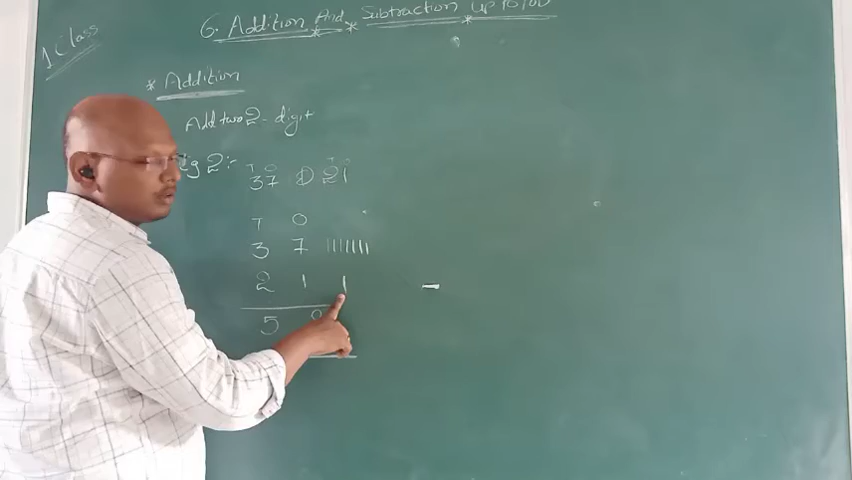 1 Class
6. Addition And Subtraction up to 100
* Addition
Add two 2-digit
Eg 2:-
T O T O
37 21
T O
3 7 |||||||
2 1 |
5